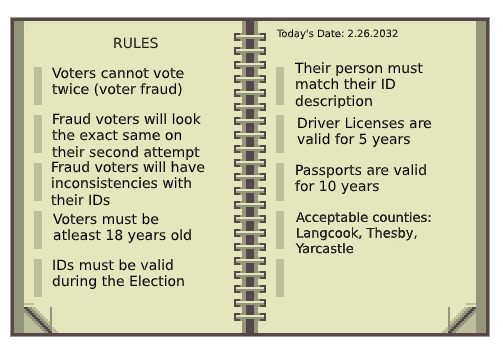 RULES
Voters cannot vote
twice (voter fraud)
Fraud voters will look
the exact same on
their second attempt
Fraud voters will have
inconsistencies with
their IDs
Voters must be
atleast 18 years old
IDs must be valid
during the Election
Today's Date: 2.26.2032
Their person must
match their ID
description
Driver Licenses are
valid for 5 years
Passports are valid
for 10 years
Acceptable counties:
Langcook, Thesby,
Yarcastle